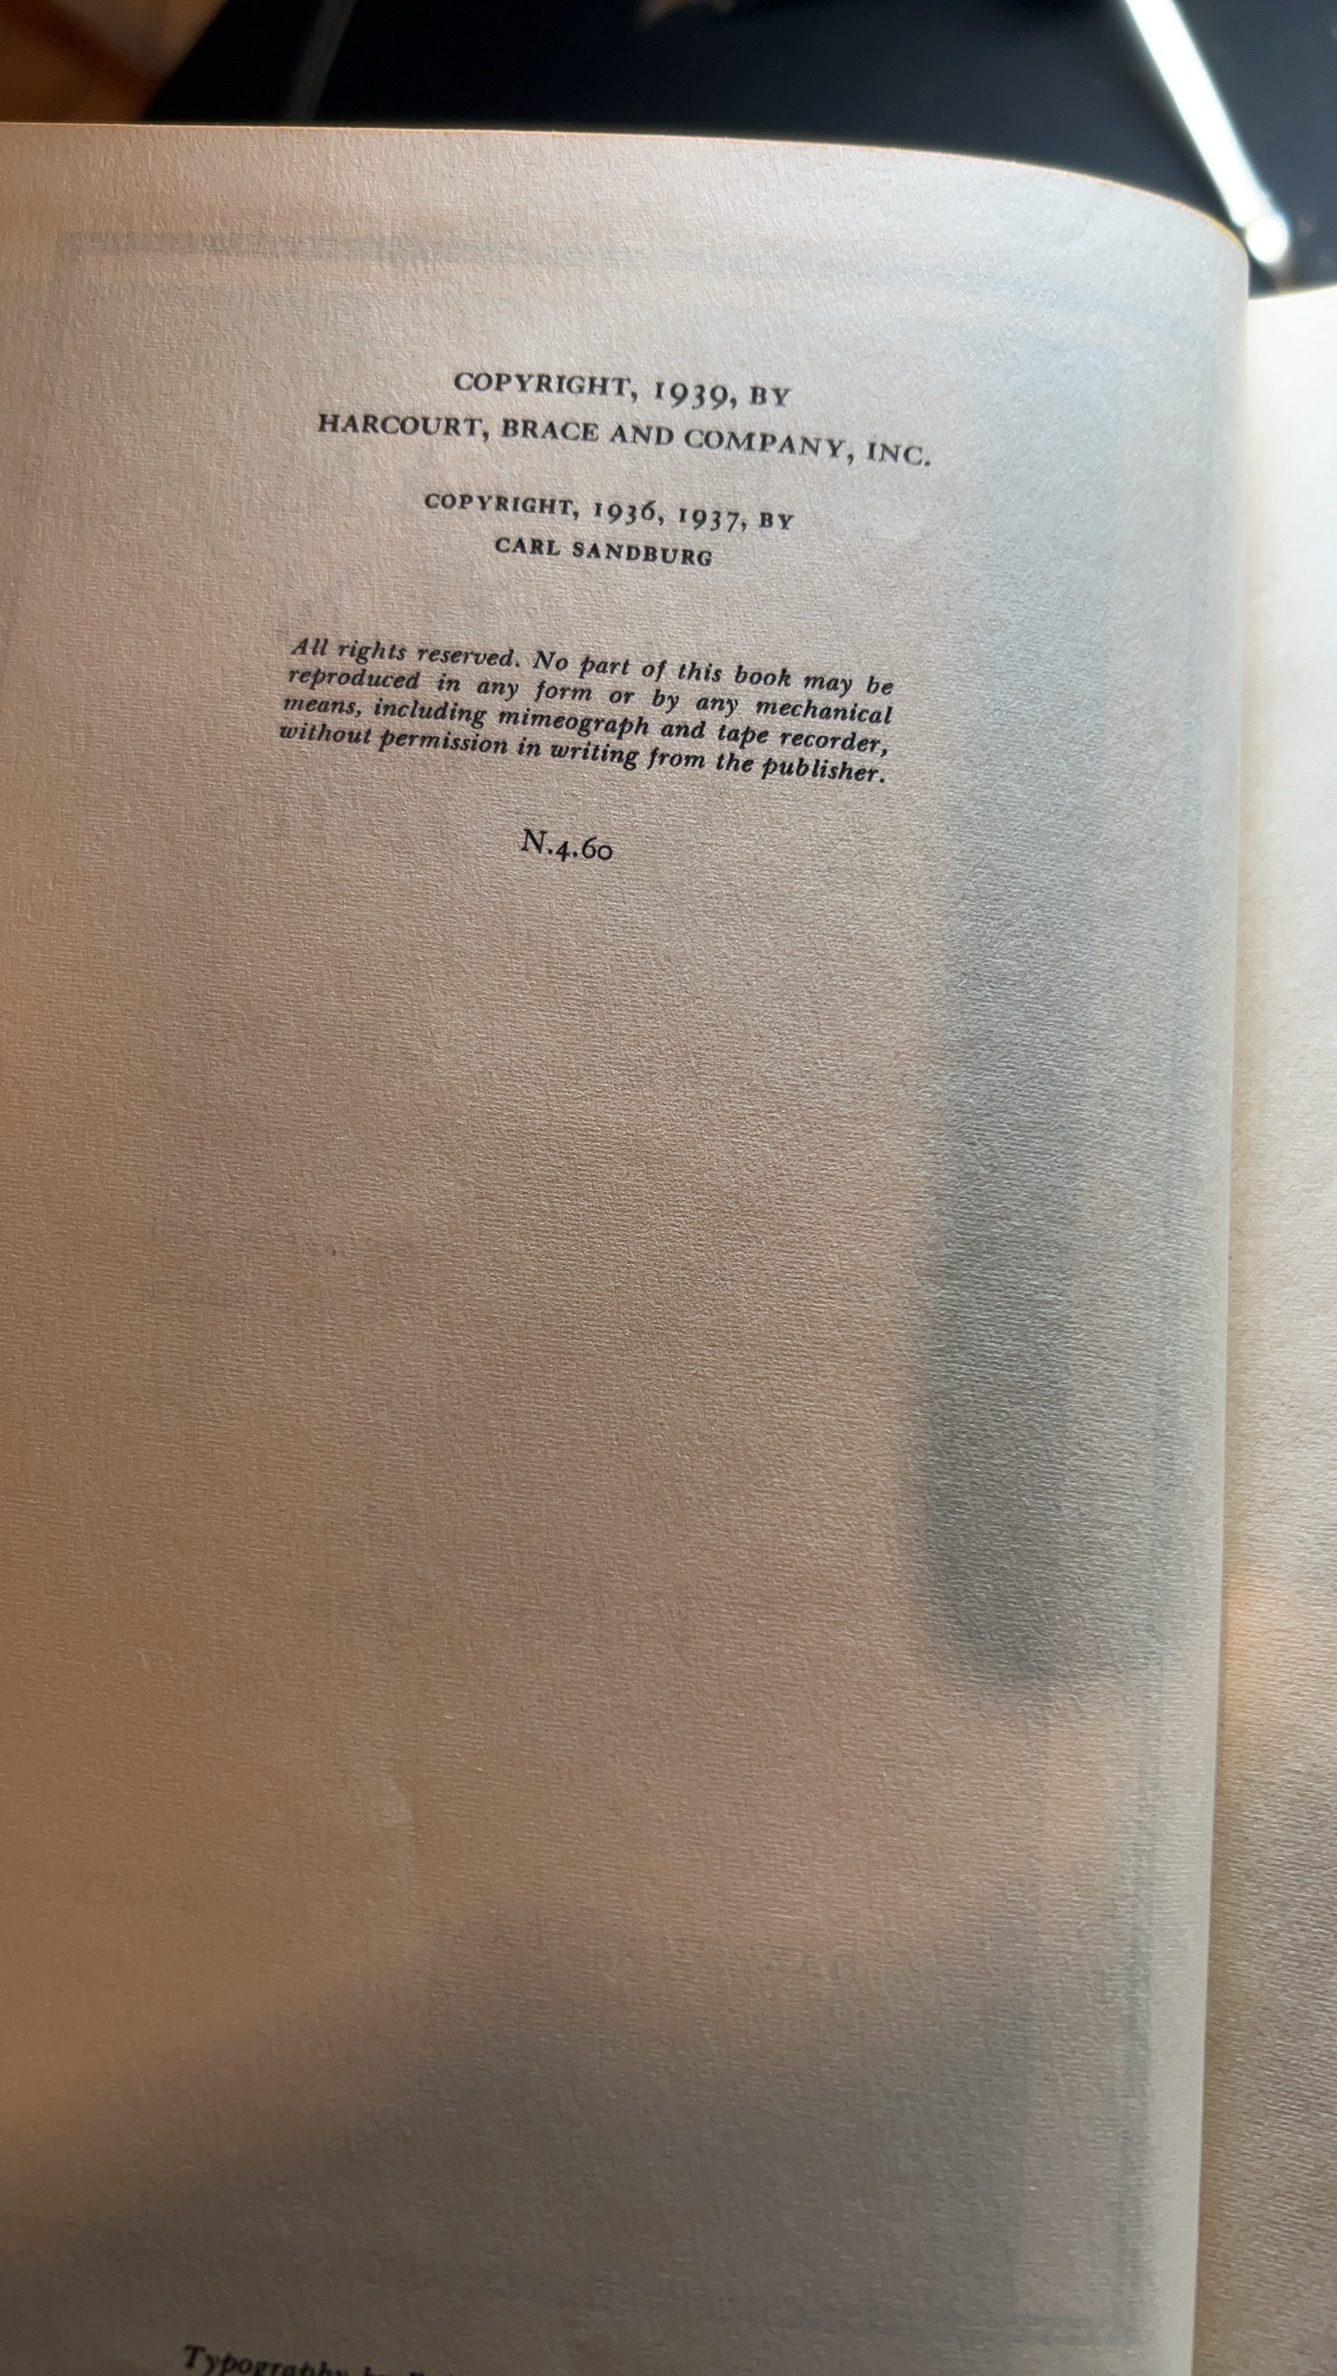 COPYRIGHT, 1939, BY
HARCOURT, BRACE AND COMPANY, INC.
COPYRIGHT, 1936, 1937, BY
CARL SANDBURG
All rights reserved. No part of this book may be
reproduced in any form or by any mechanical
means, including mimeograph and tape recorder,
without permission in writing from the publisher.
N.4.60
Typography